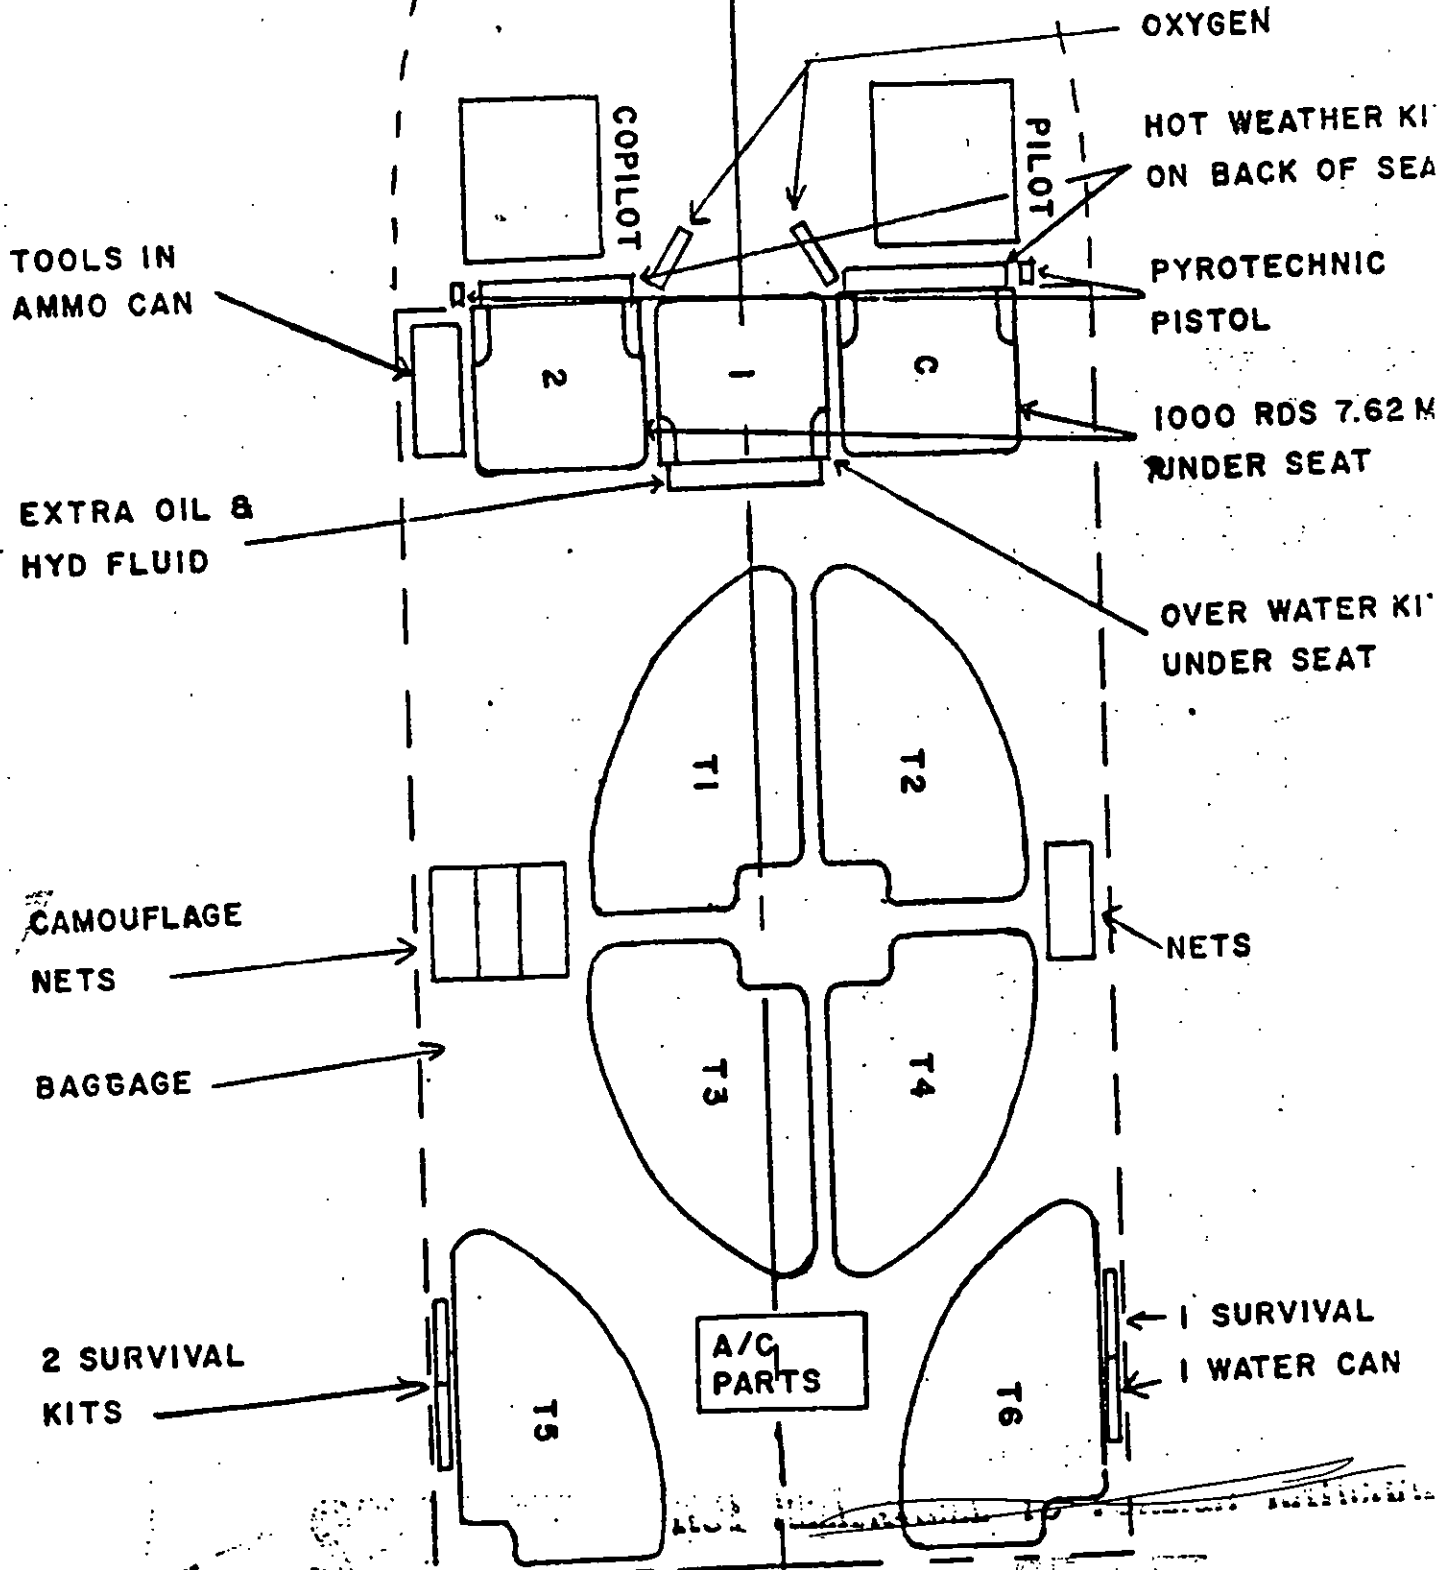 OXYGEN
COPILOT
PILOT
HOT WEATHER KI
ON BACK OF SEA
TOOLS IN
AMMO CAN
PYROTECHNIC
PISTOL
2
1
C
1000 RDS 7.62 M
UNDER SEAT
EXTRA OIL &
HYD FLUID
OVER WATER KI
UNDER SEAT
T1
T2
CAMOUFLAGE
NETS
NETS
BAGGAGE
T3
T4
2 SURVIVAL
KITS
A/C
PARTS
1 SURVIVAL
1 WATER CAN
T5
T6